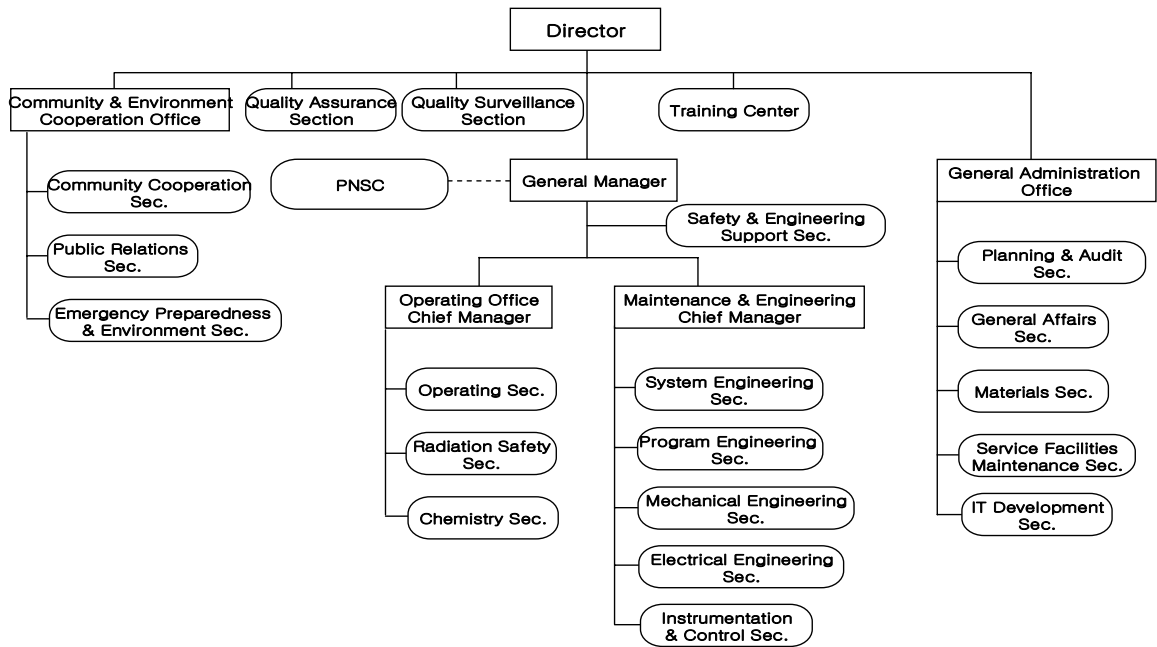 Director
Community & Environment
Cooperation Office
Quality Assurance
Section
Quality Surveillance
Section
Training Center
Community Cooperation
Sec.
Public Relations
Sec.
Emergency Preparedness
& Environment Sec.
PNSC
General Manager
Safety & Engineering
Support Sec.
Operating Office
Chief Manager
Operating Sec.
Radiation Safety
Sec.
Chemistry Sec.
Maintenance & Engineering
Chief Manager
System Engineering
Sec.
Program Engineering
Sec.
Mechanical Engineering
Sec.
Electrical Engineering
Sec.
Instrumentation
& Control Sec.
General Administration
Office
Planning & Audit
Sec.
General Affairs
Sec.
Materials Sec.
Service Facilities
Maintenance Sec.
IT Development
Sec.